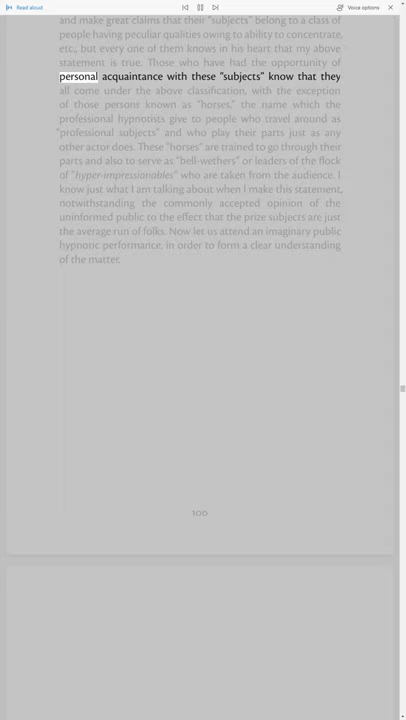 Read aloud
Voice options
and make great claims that their "subjects" belong to a class of
people having peculiar qualities owing to ability to concentrate,
etc., but every one of them knows in his heart that my above
statement is true. Those who have had the opportunity of
personal acquaintance with these "subjects" know that they
all come under the above classification, with the exception
of those persons known as "horses," the name which the
professional hypnotists give to people who travel around as
"professional subjects" and who play their parts just as any
other actor does. These "horses" are trained to go through their
parts and also to serve as "bell-wethers" or leaders of the flock
of "hyper-impressionables" who are taken from the audience. I
know just what I am talking about when I make this statement,
notwithstanding the commonly accepted opinion of the
uninformed public to the effect that the prize subjects are just
the average run of folks. Now let us attend an imaginary public
hypnotic performance, in order to form a clear understanding
of the matter.
100